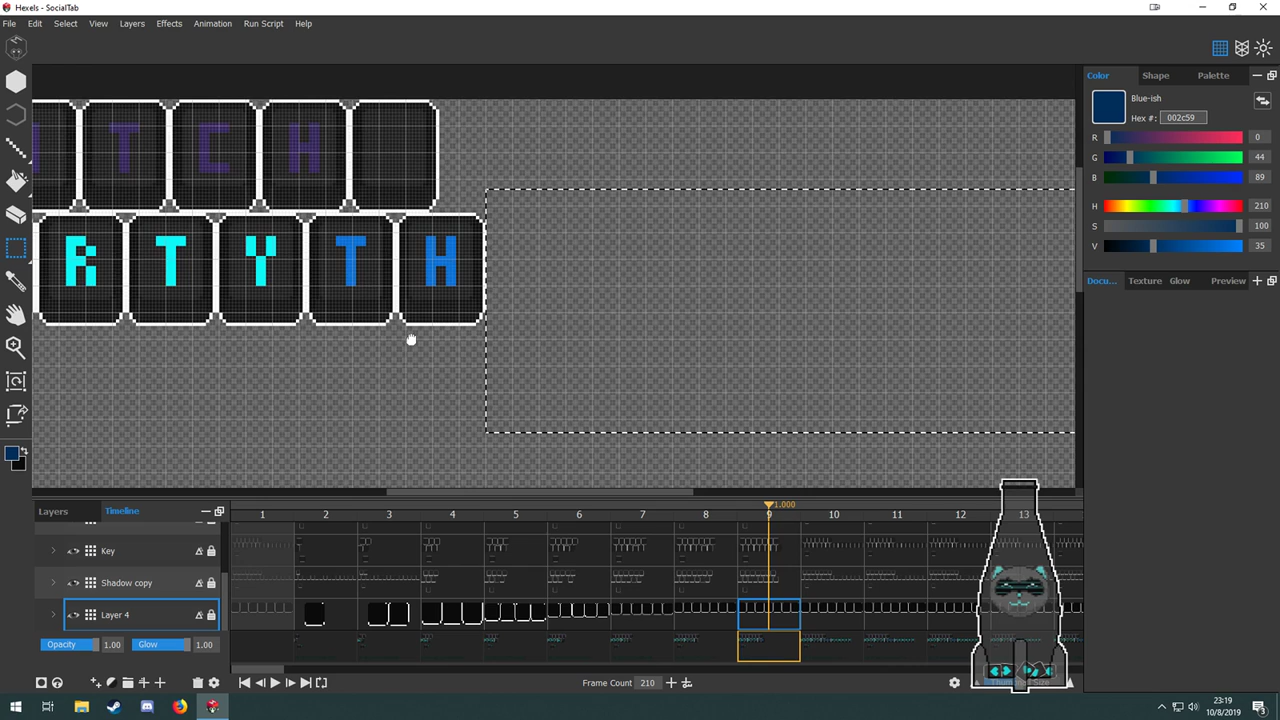 Hexels - SocialTab
File Edit Select View Layers Effects Animation Run Script Help
Color Shape Palette
Blue-ish
Hex #: 002c59
R 0
G 44
B 89
H 210
S 100
V 35
Docu... Texture Glow Preview
T C H
R T Y T H
Layers Timeline
1 2 3 4 5 6 7 8 9 10 11 12 13
1.000
Key
Shadow copy
Layer 4
Opacity 1.00 Glow 1.00
Frame Count 210
Size
23:19
10/8/2019
3